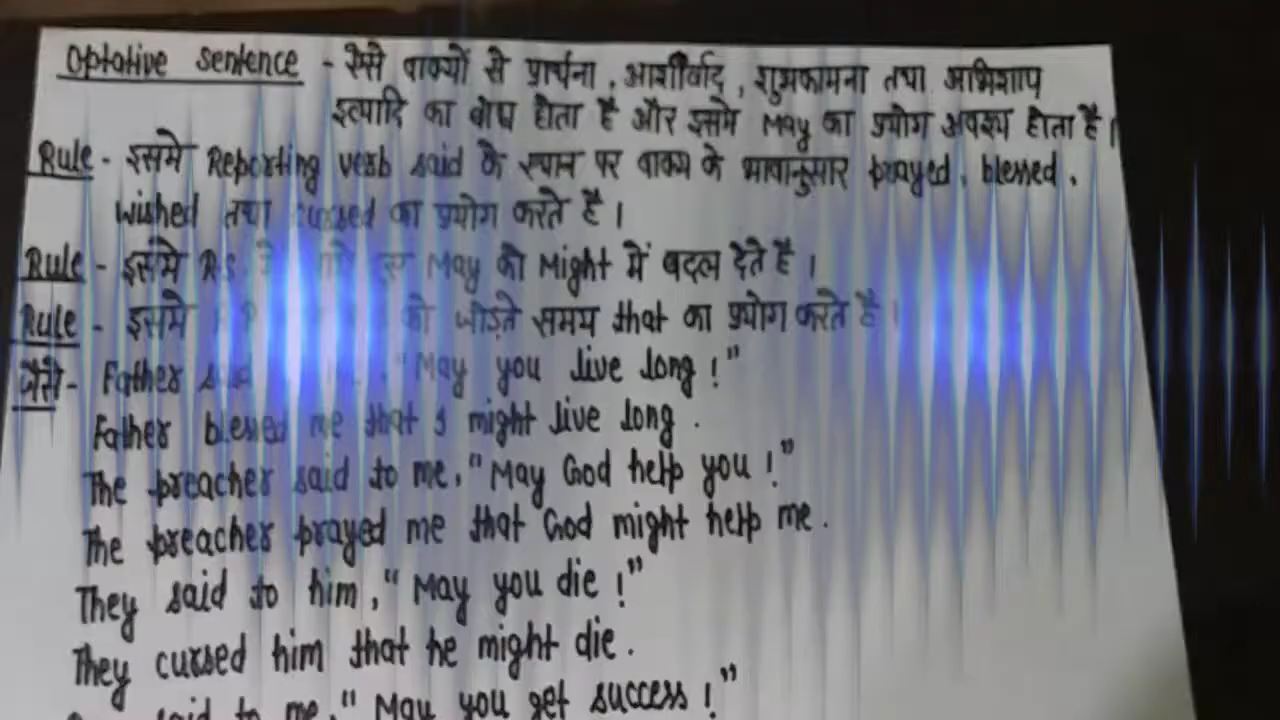 Optative sentence - ऐसे वाक्यों से प्रार्थना, आशीर्वाद, शुभकामना तथा अभिशाप
इत्यादि का बोध होता है और इसमे May का प्रयोग अवश्य होता है।
Rule - इसमे Reporting verb said के स्थान पर वाक्य के भावानुसार prayed, blessed,
wished तथा cursed का प्रयोग करते है।
Rule - इसमे R.S. May को Might में बदल देते है।
Rule - इसमे को जोड़ते समय that का प्रयोग करते है।
जैसे - Father said "May you live long!"
Father blessed me that I might live long.
The preacher said to me, "May God help you!"
The preacher prayed me that God might help me.
They said to him, "May you die!"
They cursed him that he might die.
said to me, "May you get success!"